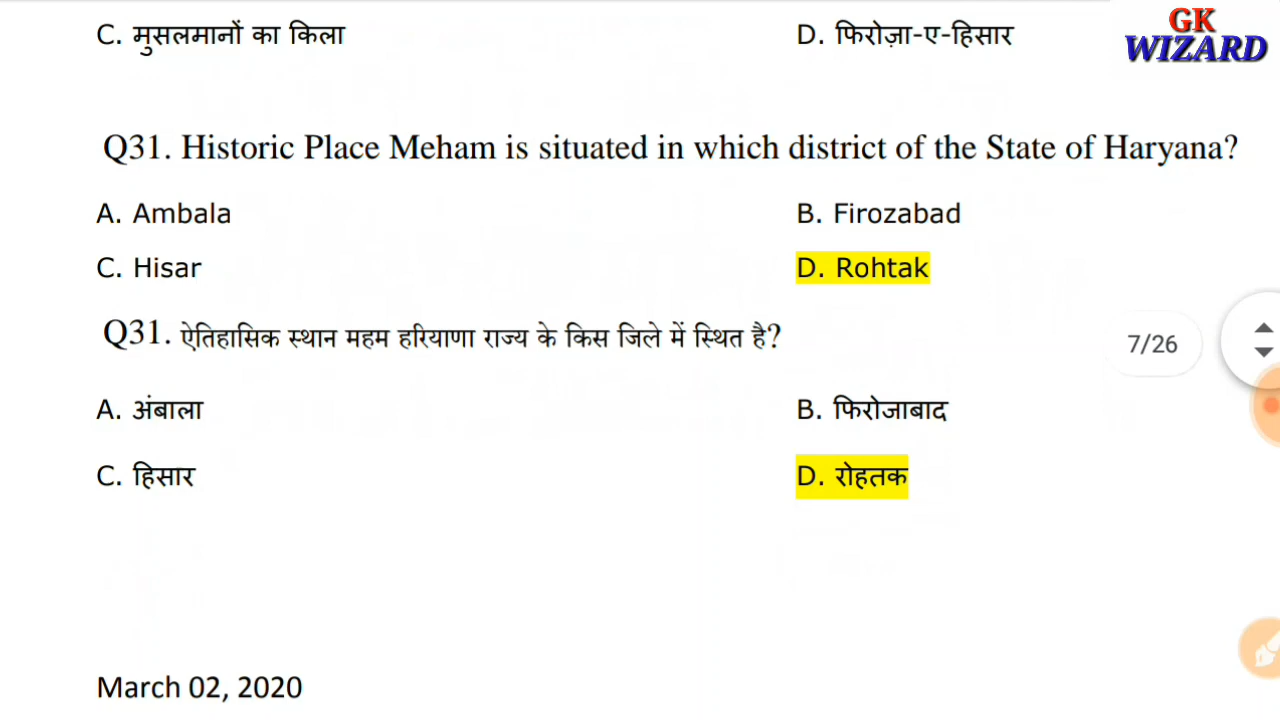 C. मुसलमानों का किला D. फिरोज़ा-ए-हिसार
GK
WIZARD
Q31. Historic Place Meham is situated in which district of the State of Haryana?
A. Ambala B. Firozabad
C. Hisar D. Rohtak
Q31. ऐतिहासिक स्थान महम हरियाणा राज्य के किस जिले में स्थित है?
7/26
A. अंबाला B. फिरोजाबाद
C. हिसार D. रोहतक
March 02, 2020